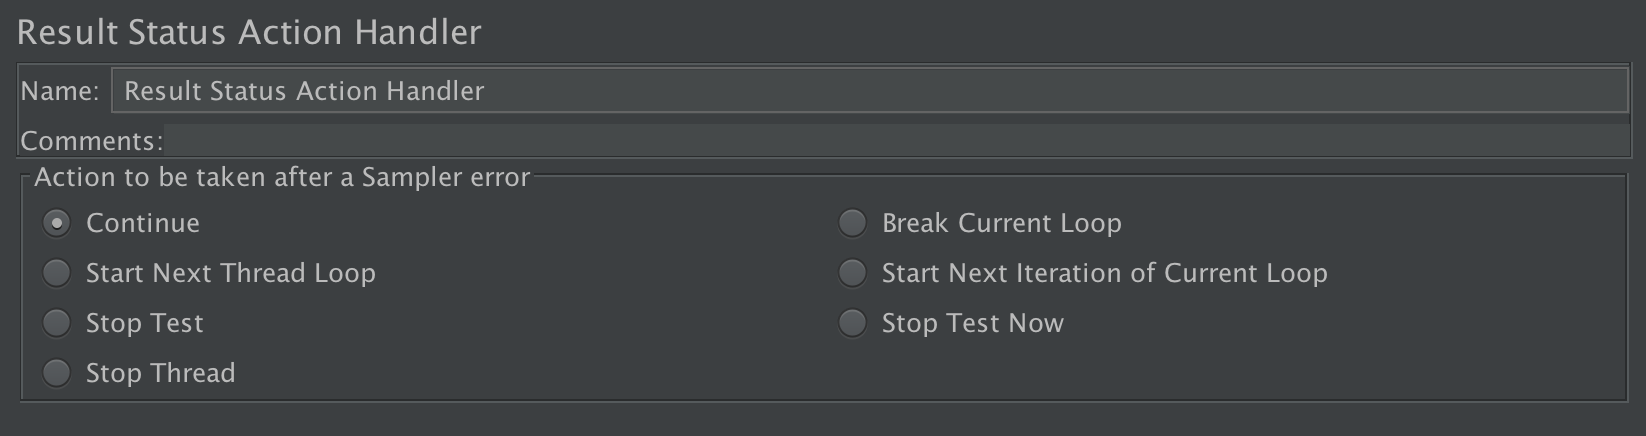 Result Status Action Handler
Name: Result Status Action Handler
Comments:
Action to be taken after a Sampler error
Continue
Break Current Loop
Start Next Thread Loop
Start Next Iteration of Current Loop
Stop Test
Stop Test Now
Stop Thread